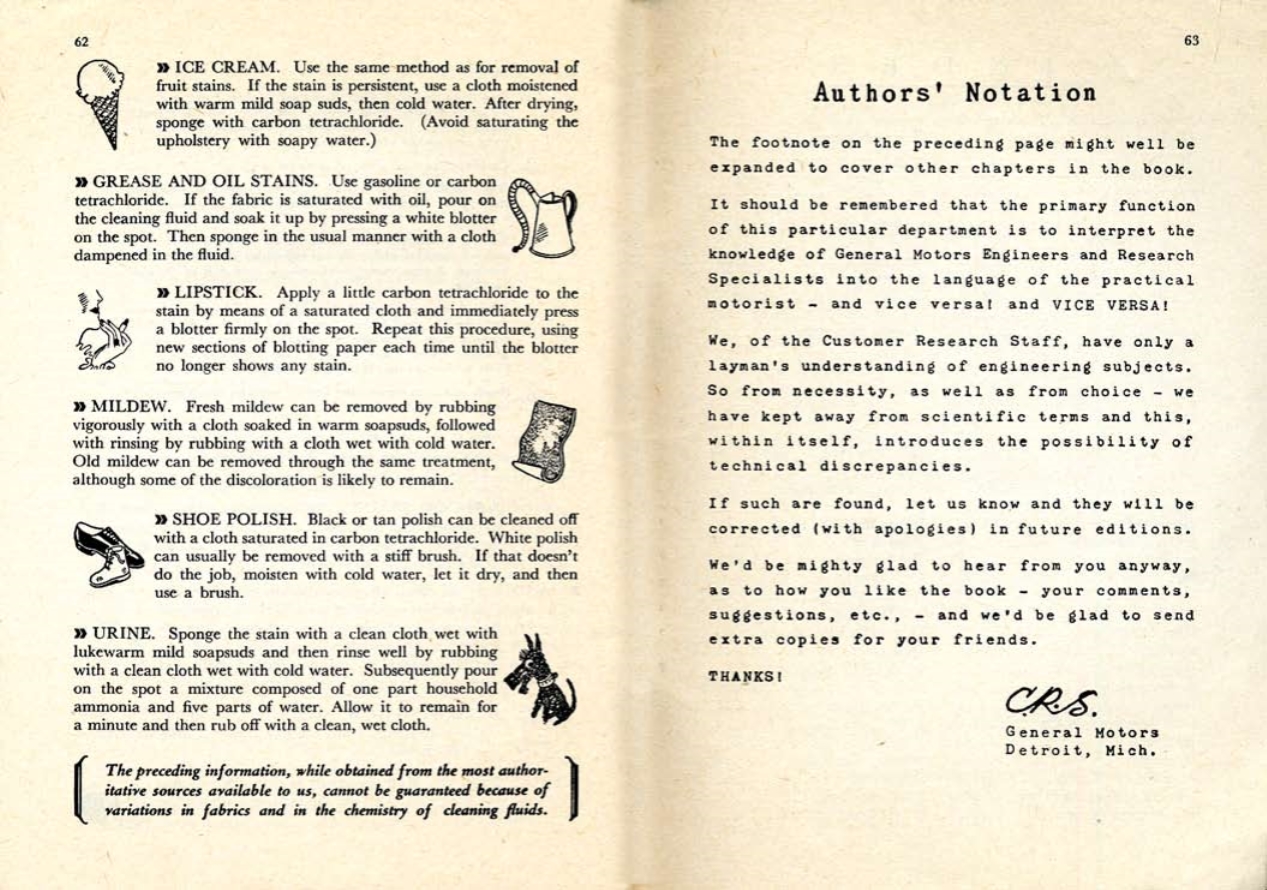 62
» ICE CREAM. Use the same method as for removal of
fruit stains. If the stain is persistent, use a cloth moistened
with warm mild soap suds, then cold water. After drying,
sponge with carbon tetrachloride. (Avoid saturating the
upholstery with soapy water.)
» GREASE AND OIL STAINS. Use gasoline or carbon
tetrachloride. If the fabric is saturated with oil, pour on
the cleaning fluid and soak it up by pressing a white blotter
on the spot. Then sponge in the usual manner with a cloth
dampened in the fluid.
» LIPSTICK. Apply a little carbon tetrachloride to the
stain by means of a saturated cloth and immediately press
a blotter firmly on the spot. Repeat this procedure, using
new sections of blotting paper each time until the blotter
no longer shows any stain.
» MILDEW. Fresh mildew can be removed by rubbing
vigorously with a cloth soaked in warm soapsuds, followed
with rinsing by rubbing with a cloth wet with cold water.
Old mildew can be removed through the same treatment,
although some of the discoloration is likely to remain.
» SHOE POLISH. Black or tan polish can be cleaned off
with a cloth saturated in carbon tetrachloride. White polish
can usually be removed with a stiff brush. If that doesn't
do the job, moisten with cold water, let it dry, and then
use a brush.
» URINE. Sponge the stain with a clean cloth wet with
lukewarm mild soapsuds and then rinse well by rubbing
with a clean cloth wet with cold water. Subsequently pour
on the spot a mixture composed of one part household
ammonia and five parts of water. Allow it to remain for
a minute and then rub off with a clean, wet cloth.
The preceding information, while obtained from the most author-
itative sources available to us, cannot be guaranteed because of
variations in fabrics and in the chemistry of cleaning fluids.
63
Authors' Notation
The footnote on the preceding page might well be
expanded to cover other chapters in the book.
It should be remembered that the primary function
of this particular department is to interpret the
knowledge of General Motors Engineers and Research
Specialists into the language of the practical
motorist - and vice versa! and VICE VERSA!
We, of the Customer Research Staff, have only a
layman's understanding of engineering subjects.
So from necessity, as well as from choice - we
have kept away from scientific terms and this,
within itself, introduces the possibility of
technical discrepancies.
If such are found, let us know and they will be
corrected (with apologies) in future editions.
We'd be mighty glad to hear from you anyway,
as to how you like the book - your comments,
suggestions, etc., - and we'd be glad to send
extra copies for your friends.
THANKS!
C.R.S.
General Motors
Detroit, Mich.